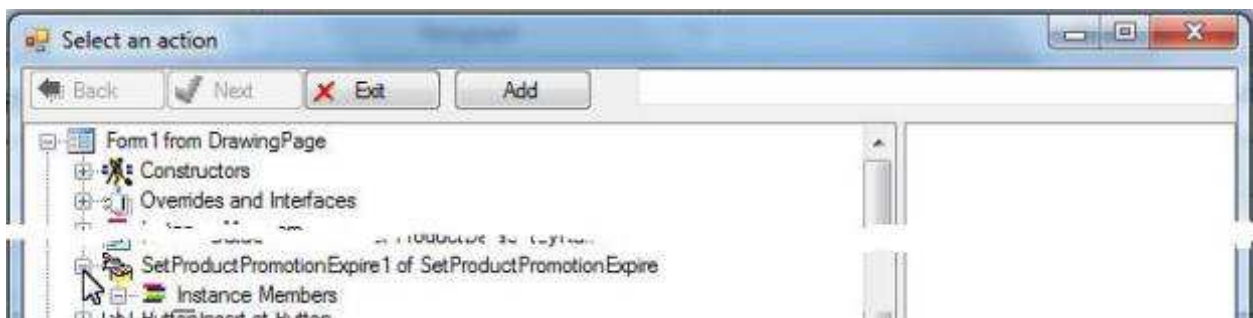 Select an action
Back Next Exit Add
Form1 from DrawingPage
Constructors
Overrides and Interfaces
SetProductPromotionExpire1 of SetProductPromotionExpire
Instance Members